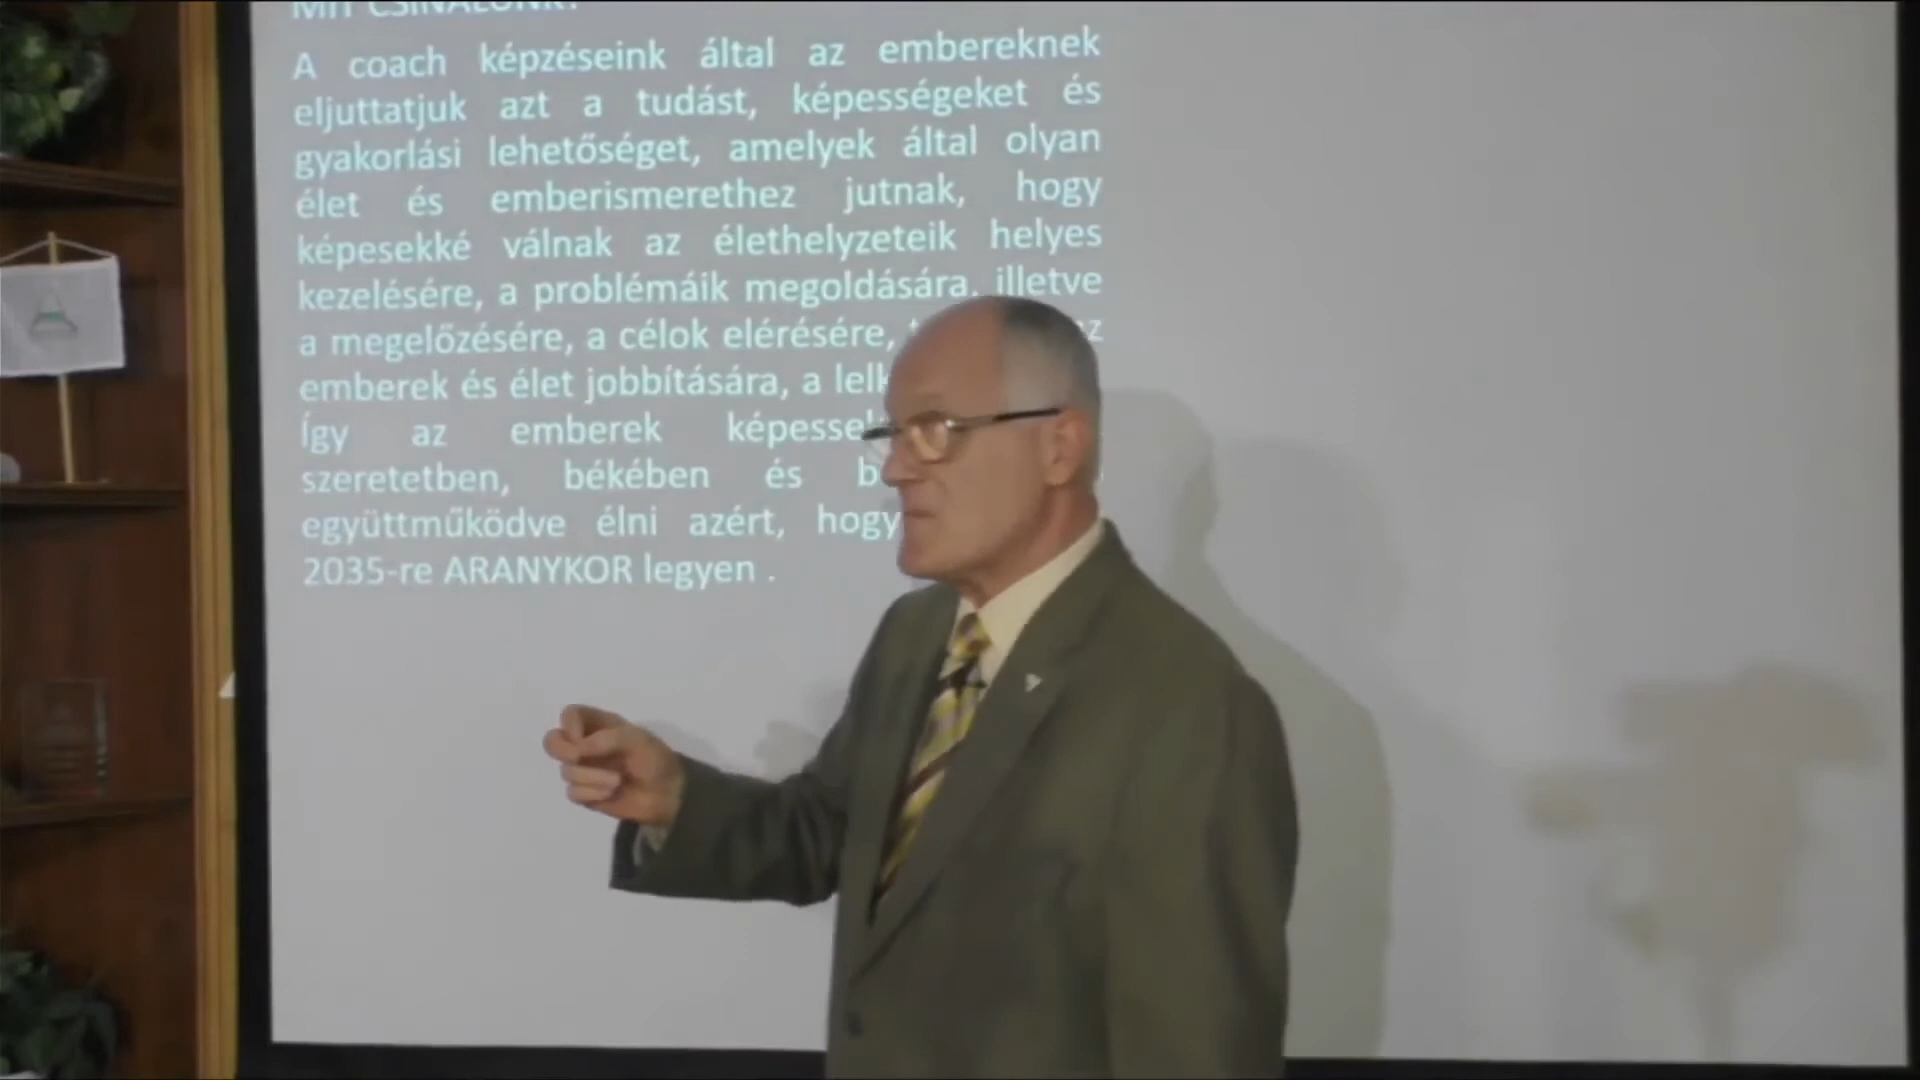 MIT CSINÁLUNK?
A coach képzéseink által az embereknek
eljuttatjuk azt a tudást, képességeket és
gyakorlási lehetőséget, amelyek által olyan
élet és emberismerethez jutnak, hogy
képesekké válnak az élethelyzeteik helyes
kezelésére, a problémáik megoldására, illetve
a megelőzésére, a célok elérésére,
emberek és élet jobbítására, a
Így az emberek
szeretetben, békében és
együttműködve élni azért, hogy
2035-re ARANYKOR legyen .